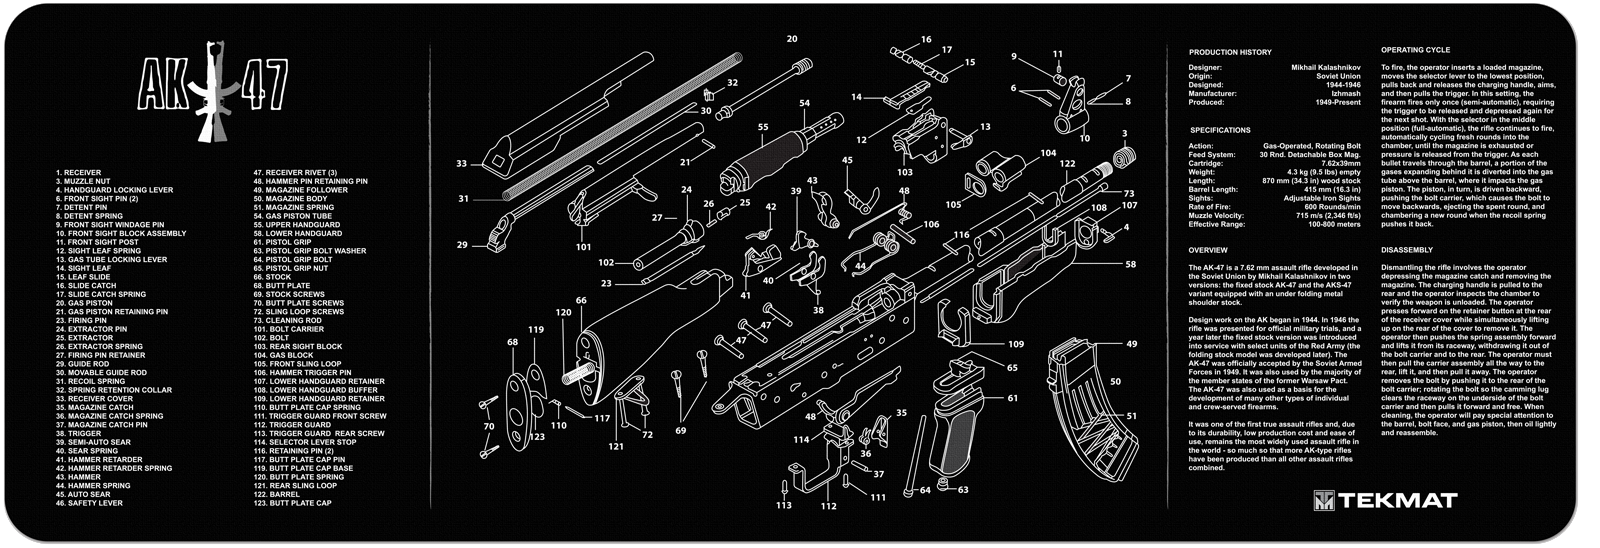 AK 47
1. RECEIVER
3. MUZZLE NUT
4. HANDGUARD LOCKING LEVER
6. FRONT SIGHT PIN (2)
7. DETENT PIN
8. DETENT SPRING
9. FRONT SIGHT WINDAGE PIN
10. FRONT SIGHT BLOCK ASSEMBLY
11. FRONT SIGHT POST
12. SIGHT LEAF SPRING
13. GAS TUBE LOCKING LEVER
14. SIGHT LEAF
15. LEAF SLIDE
16. SLIDE CATCH
17. SLIDE CATCH SPRING
20. GAS PISTON
21. GAS PISTON RETAINING PIN
23. FIRING PIN
24. EXTRACTOR PIN
25. EXTRACTOR
26. EXTRACTOR SPRING
27. FIRING PIN RETAINER
29. GUIDE ROD
30. MOVABLE GUIDE ROD
31. RECOIL SPRING
32. SPRING RETENTION COLLAR
33. RECEIVER COVER
35. MAGAZINE CATCH
36. MAGAZINE CATCH SPRING
37. MAGAZINE CATCH PIN
38. TRIGGER
39. SEMI-AUTO SEAR
40. SEAR SPRING
41. HAMMER RETARDER
42. HAMMER RETARDER SPRING
43. HAMMER
44. HAMMER SPRING
45. AUTO SEAR
46. SAFETY LEVER
47. RECEIVER RIVET (3)
48. HAMMER PIN RETAINING PIN
49. MAGAZINE FOLLOWER
50. MAGAZINE BODY
51. MAGAZINE SPRING
54. GAS PISTON TUBE
55. UPPER HANDGUARD
58. LOWER HANDGUARD
61. PISTOL GRIP
63. PISTOL GRIP BOLT WASHER
64. PISTOL GRIP BOLT
65. PISTOL GRIP NUT
66. STOCK
68. BUTT PLATE
69. STOCK SCREWS
70. BUTT PLATE SCREWS
72. SLING LOOP SCREWS
73. CLEANING ROD
101. BOLT CARRIER
102. BOLT
103. REAR SIGHT BLOCK
104. GAS BLOCK
105. FRONT SLING LOOP
106. HAMMER TRIGGER PIN
107. LOWER HANDGUARD RETAINER
108. LOWER HANDGUARD BUFFER
109. LOWER HANDGUARD RETAINER
110. BUTT PLATE CAP SPRING
111. TRIGGER GUARD FRONT SCREW
112. TRIGGER GUARD
113. TRIGGER GUARD REAR SCREW
114. SELECTOR LEVER STOP
116. RETAINING PIN (2)
117. BUTT PLATE CAP PIN
119. BUTT PLATE CAP BASE
120. BUTT PLATE SPRING
121. REAR SLING LOOP
122. BARREL
123. BUTT PLATE CAP
20
16
17
15
11
9
7
6
8
10
32
30
14
54
12
13
3
55
33
21
103
104
122
105
31
24
26
25
27
42
39
43
45
48
106
116
73
107
108
4
29
101
102
23
41
40
44
38
58
66
120
119
68
47
47
109
65
61
49
50
51
70
123
110
117
121
72
69
48
114
35
36
37
111
112
113
64
63
PRODUCTION HISTORY
Designer: Mikhail Kalashnikov
Origin: Soviet Union
Designed: 1944-1946
Manufacturer: Izhmash
Produced: 1949-Present
SPECIFICATIONS
Action: Gas-Operated, Rotating Bolt
Feed System: 30 Rnd. Detachable Box Mag.
Cartridge: 7.62x39mm
Weight: 4.3 kg (9.5 lbs) empty
Length: 870 mm (34.3 in) wood stock
Barrel Length: 415 mm (16.3 in)
Sights: Adjustable Iron Sights
Rate of Fire: 600 Rounds/min
Muzzle Velocity: 715 m/s (2,346 ft/s)
Effective Range: 100-800 meters
OVERVIEW
The AK-47 is a 7.62 mm assault rifle developed in
the Soviet Union by Mikhail Kalashnikov in two
versions: the fixed stock AK-47 and the AKS-47
variant equipped with an under folding metal
shoulder stock.
Design work on the AK began in 1944. In 1946 the
rifle was presented for official military trials, and a
year later the fixed stock version was introduced
into service with select units of the Red Army (the
folding stock model was developed later). The
AK-47 was officially accepted by the Soviet Armed
Forces in 1949. It was also used by the majority of
the member states of the former Warsaw Pact.
The AK-47 was also used as a basis for the
development of many other types of individual
and crew-served firearms.
It was one of the first true assault rifles and, due
to its durability, low production cost and ease of
use, remains the most widely used assault rifle in
the world - so much so that more AK-type rifles
have been produced than all other assault rifles
combined.
OPERATING CYCLE
To fire, the operator inserts a loaded magazine,
moves the selector lever to the lowest position,
pulls back and releases the charging handle, aims,
and then pulls the trigger. In this setting, the
firearm fires only once (semi-automatic), requiring
the trigger to be released and depressed again for
the next shot. With the selector in the middle
position (full-automatic), the rifle continues to fire,
automatically cycling fresh rounds into the
chamber, until the magazine is exhausted or
pressure is released from the trigger. As each
bullet travels through the barrel, a portion of the
gases expanding behind it is diverted into the gas
tube above the barrel, where it impacts the gas
piston. The piston, in turn, is driven backward,
pushing the bolt carrier, which causes the bolt to
move backwards, ejecting the spent round, and
chambering a new round when the recoil spring
pushes it back.
DISASSEMBLY
Dismantling the rifle involves the operator
depressing the magazine catch and removing the
magazine. The charging handle is pulled to the
rear and the operator inspects the chamber to
verify the weapon is unloaded. The operator
presses forward on the retainer button at the rear
of the receiver cover while simultaneously lifting
up on the rear of the cover to remove it. The
operator then pushes the spring assembly forward
and lifts it from its raceway, withdrawing it out of
the bolt carrier and to the rear. The operator must
then pull the carrier assembly all the way to the
rear, lift it, and then pull it away. The operator
removes the bolt by pushing it to the rear of the
bolt carrier; rotating the bolt so the camming lug
clears the raceway on the underside of the bolt
carrier and then pulls it forward and free. When
cleaning, the operator will pay special attention to
the barrel, bolt face, and gas piston, then oil lightly
and reassemble.
TEKMAT